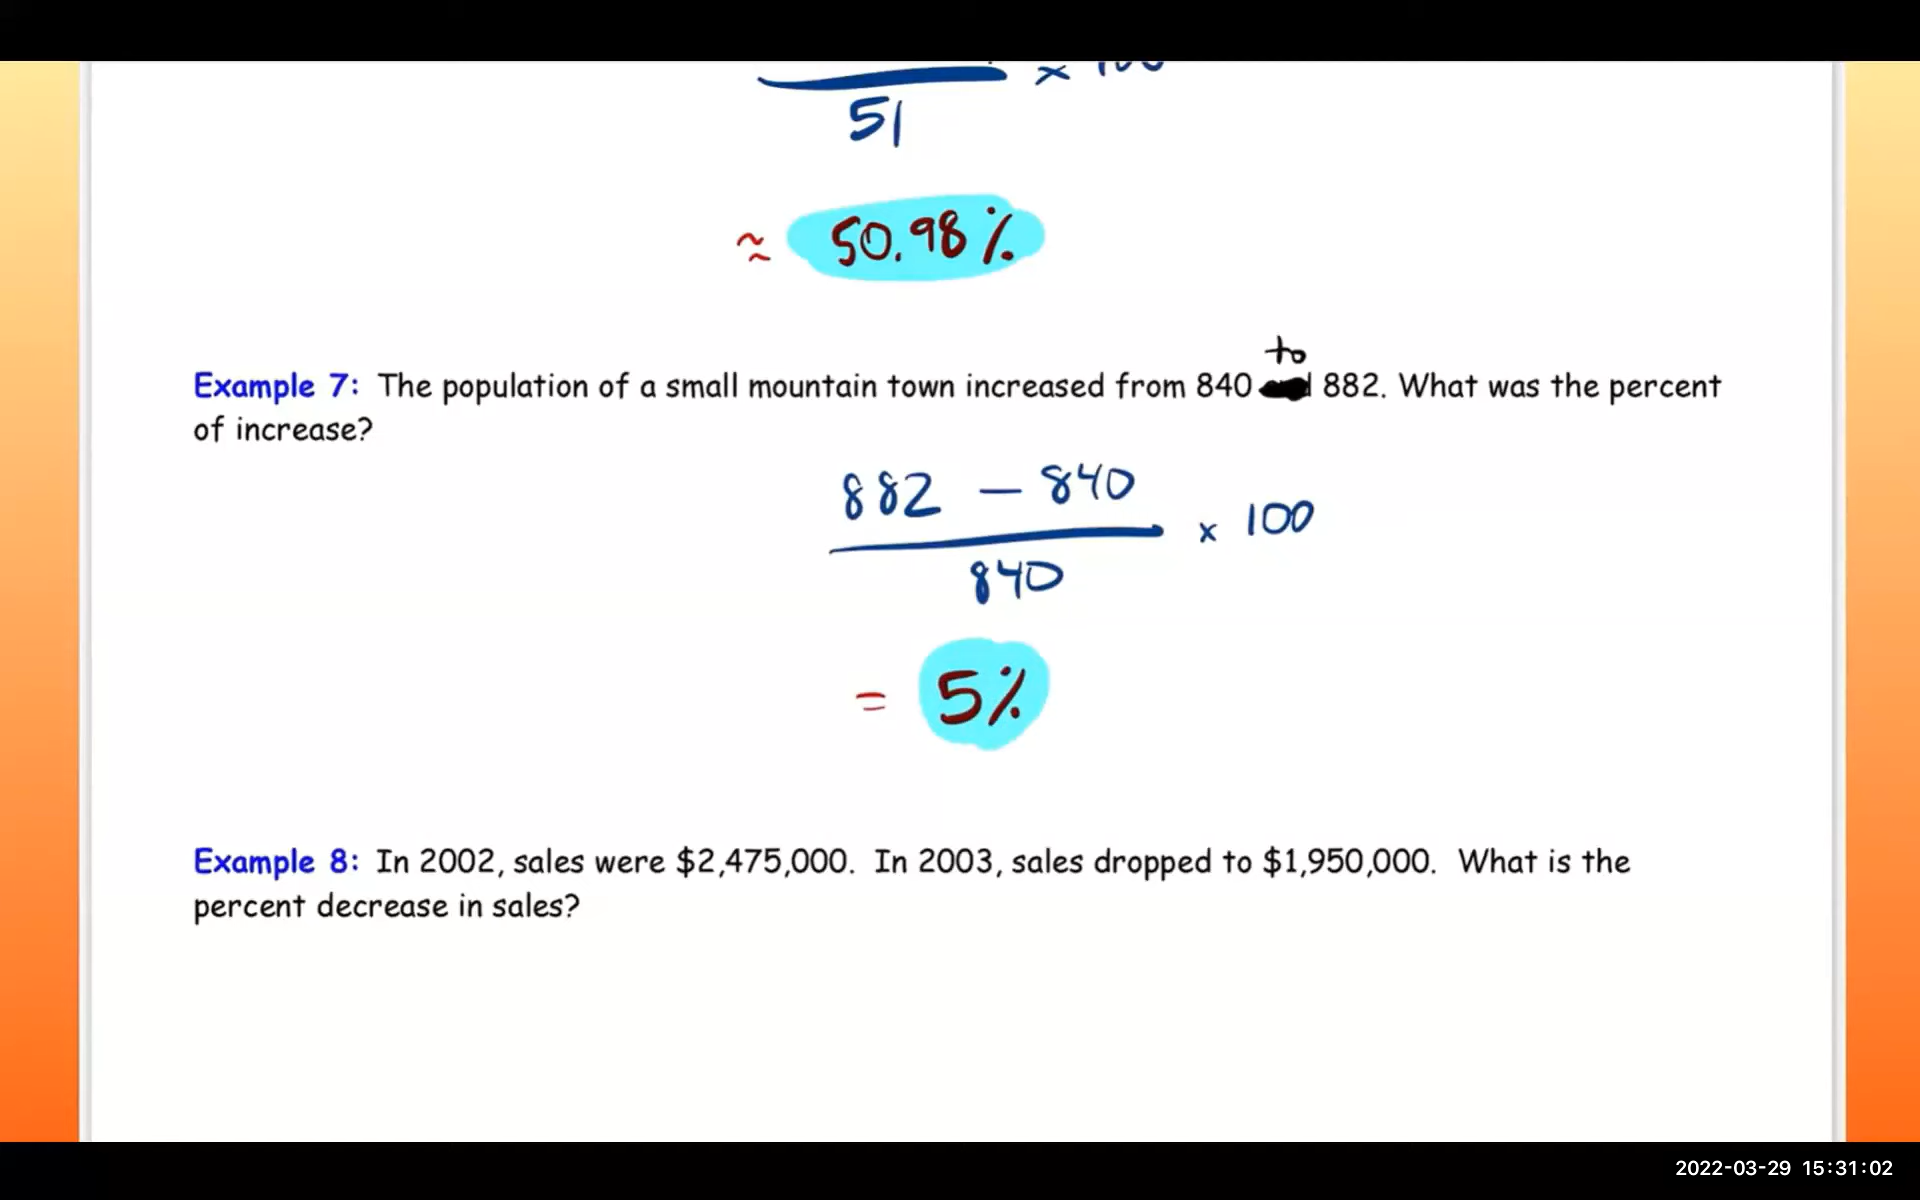 × 100
51
≈ 50.98%
to
Example 7: The population of a small mountain town increased from 840 882. What was the percent
of increase?
882 - 840
× 100
840
= 5%
Example 8: In 2002, sales were $2,475,000. In 2003, sales dropped to $1,950,000. What is the
percent decrease in sales?
2022-03-29 15:31:02